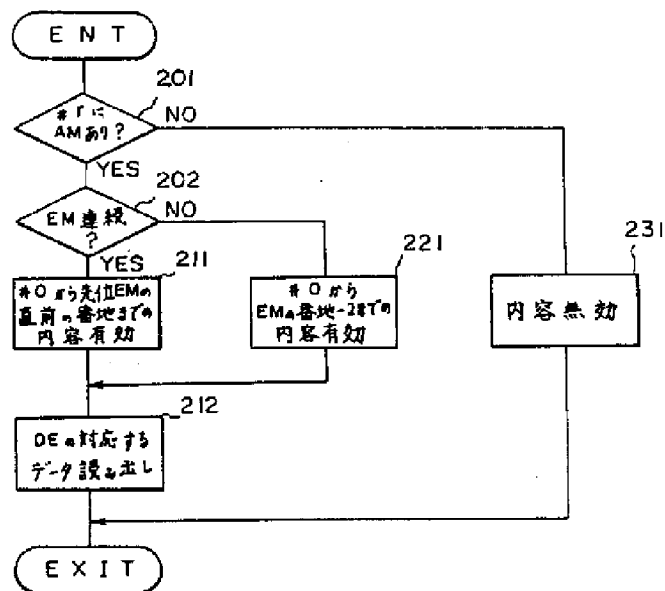 ENT
201
#rに
AMあり?
NO
YES
202
EM連続
?
NO
YES
211
#0から先位EMの
直前の番地までの
内容有効
221
#0から
EMの番地-2までの
内容有効
231
内容無効
212
DEの対応する
データ読み出し
EXIT